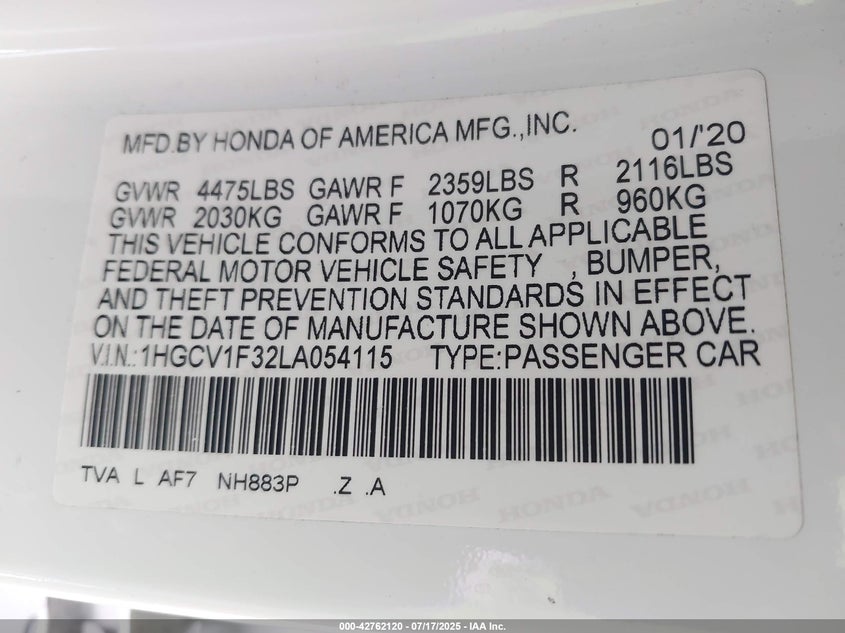 MFD.BY HONDA OF AMERICA MFG.,INC. 01/'20
GVWR 4475LBS GAWR F 2359LBS R 2116LBS
GVWR 2030KG GAWR F 1070KG R 960KG
THIS VEHICLE CONFORMS TO ALL APPLICABLE
FEDERAL MOTOR VEHICLE SAFETY , BUMPER,
AND THEFT PREVENTION STANDARDS IN EFFECT
ON THE DATE OF MANUFACTURE SHOWN ABOVE.
V.I.N.:1HGCV1F32LA054115 TYPE:PASSENGER CAR
TVA L AF7 NH883P .Z .A
HONDA HONDA HONDA
000-42762120 - 07/17/2025 - IAA Inc.